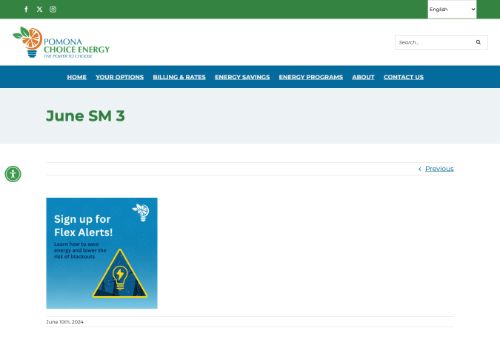 English
POMONA
CHOICE ENERGY
THE POWER TO CHOOSE
Search...
HOME YOUR OPTIONS BILLING & RATES ENERGY SAVINGS ENERGY PROGRAMS ABOUT CONTACT US
June SM 3
Previous
Sign up for
Flex Alerts!
Learn how to save
energy and lower the
risk of blackouts
June 10th, 2024